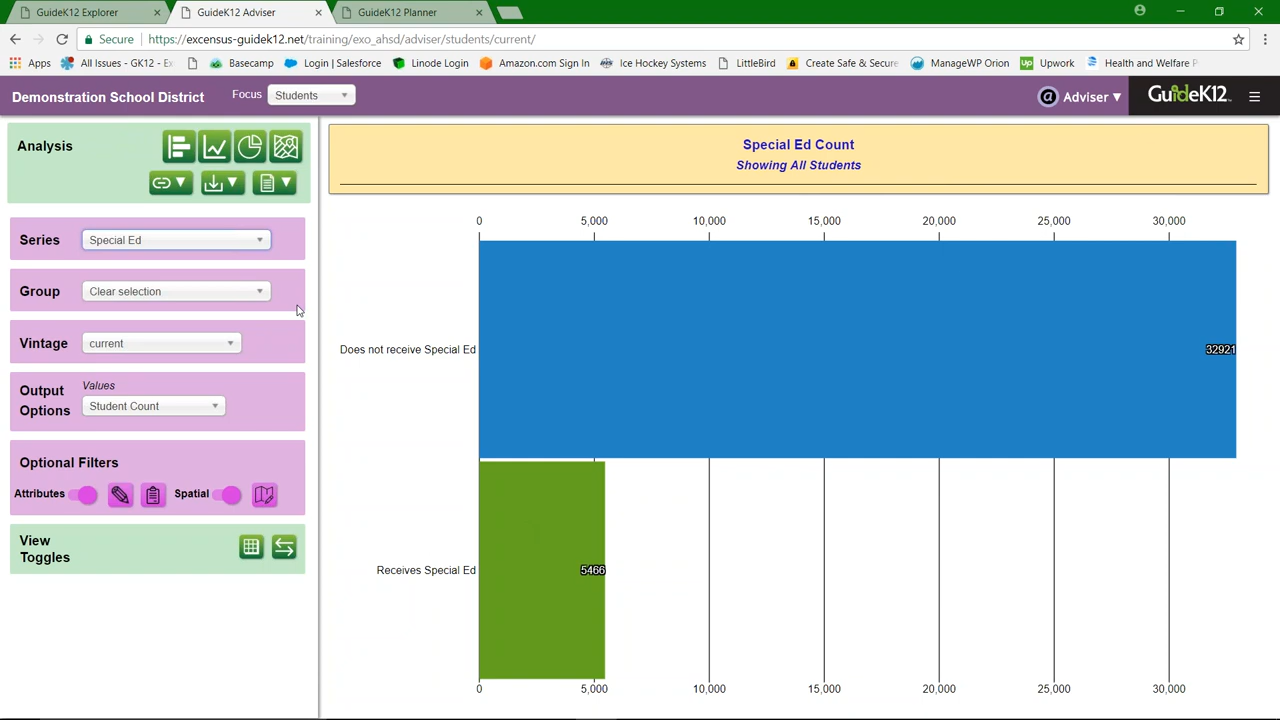 GuideK12 Explorer
GuideK12 Adviser
GuideK12 Planner
Secure
https://excensus-guidek12.net/training/exo_ahsd/adviser/students/current/
Apps
All Issues - GK12 - Ex
Basecamp
Login | Salesforce
Linode Login
Amazon.com Sign In
Ice Hockey Systems
LittleBird
Create Safe & Secure
ManageWP Orion
Upwork
Health and Welfare P
Demonstration School District
Focus
Students
Adviser
GuideK12
Analysis
Special Ed Count
Showing All Students
Series
Special Ed
Group
Clear selection
Vintage
current
Output Options
Values
Student Count
Optional Filters
Attributes
Spatial
View Toggles
0 5,000 10,000 15,000 20,000 25,000 30,000
Does not receive Special Ed
32921
Receives Special Ed
5466
0 5,000 10,000 15,000 20,000 25,000 30,000